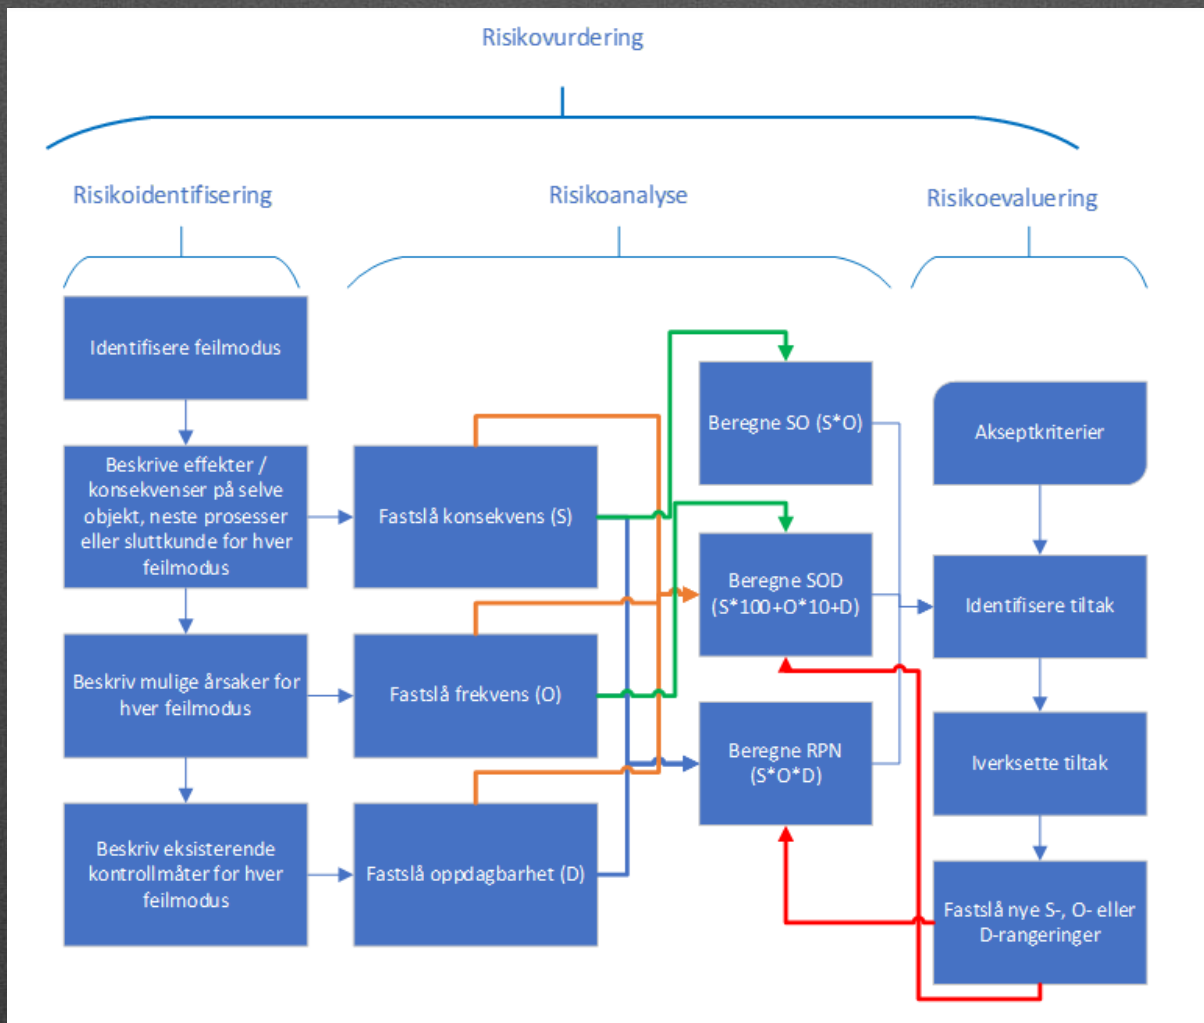 Risikovurdering
Risikoidentifisering
Risikoanalyse
Risikoevaluering
Identifisere feilmodus
Beskrive effekter /
konsekvenser på selve
objekt, neste prosesser
eller sluttkunde for hver
feilmodus
Beskriv mulige årsaker for
hver feilmodus
Beskriv eksisterende
kontrollmåter for hver
feilmodus
Fastslå konsekvens (S)
Fastslå frekvens (O)
Fastslå oppdagbarhet (D)
Beregne SO (S*O)
Beregne SOD
(S*100+O*10+D)
Beregne RPN
(S*O*D)
Akseptkriterier
Identifisere tiltak
Iverksette tiltak
Fastslå nye S-, O- eller
D-rangeringer